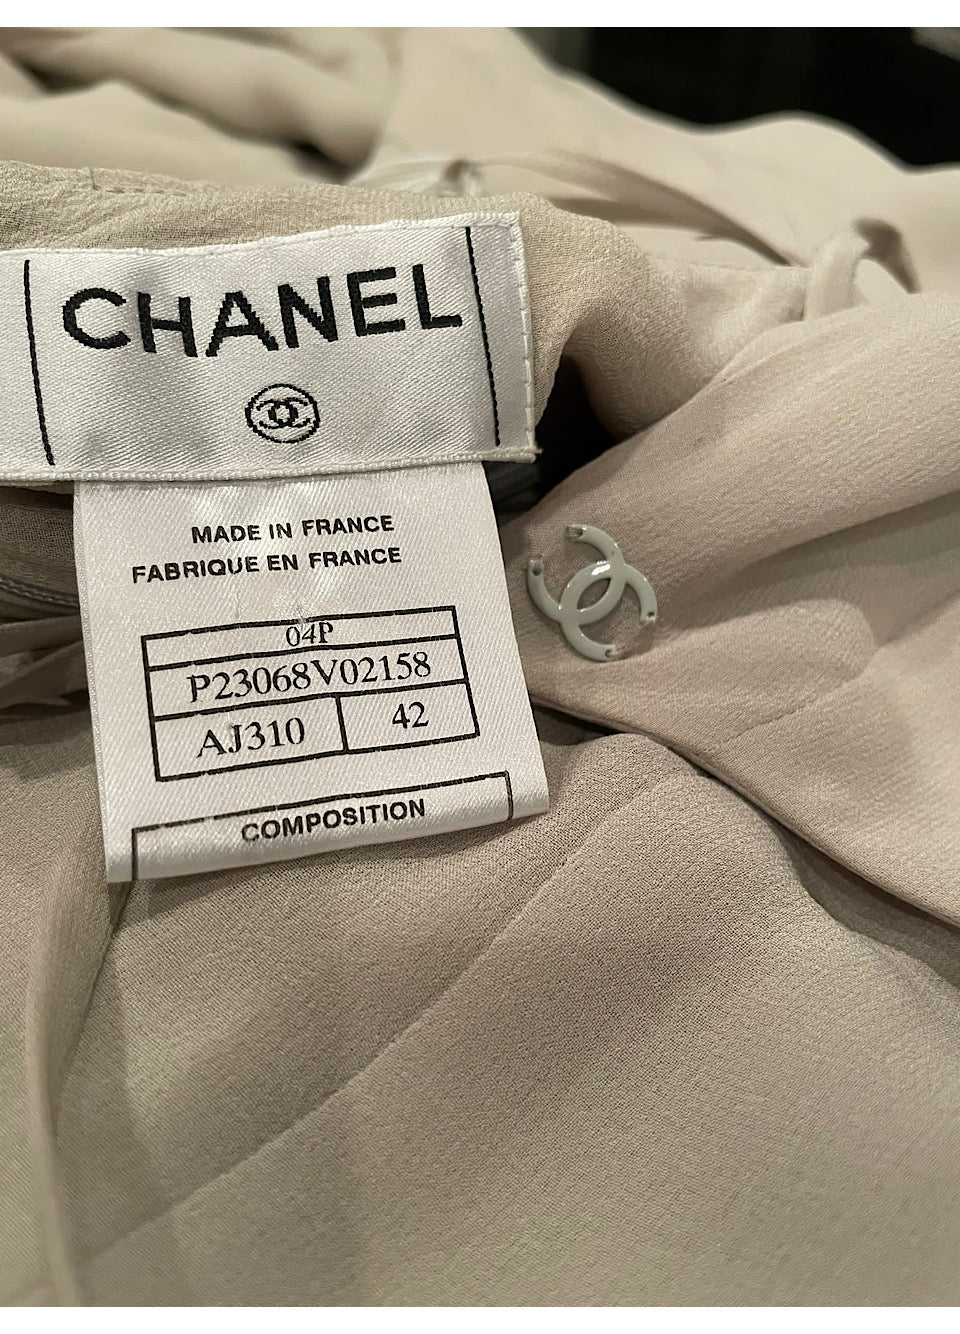 CHANEL
MADE IN FRANCE
FABRIQUE EN FRANCE
04P
P23068V02158
AJ310 42
COMPOSITION